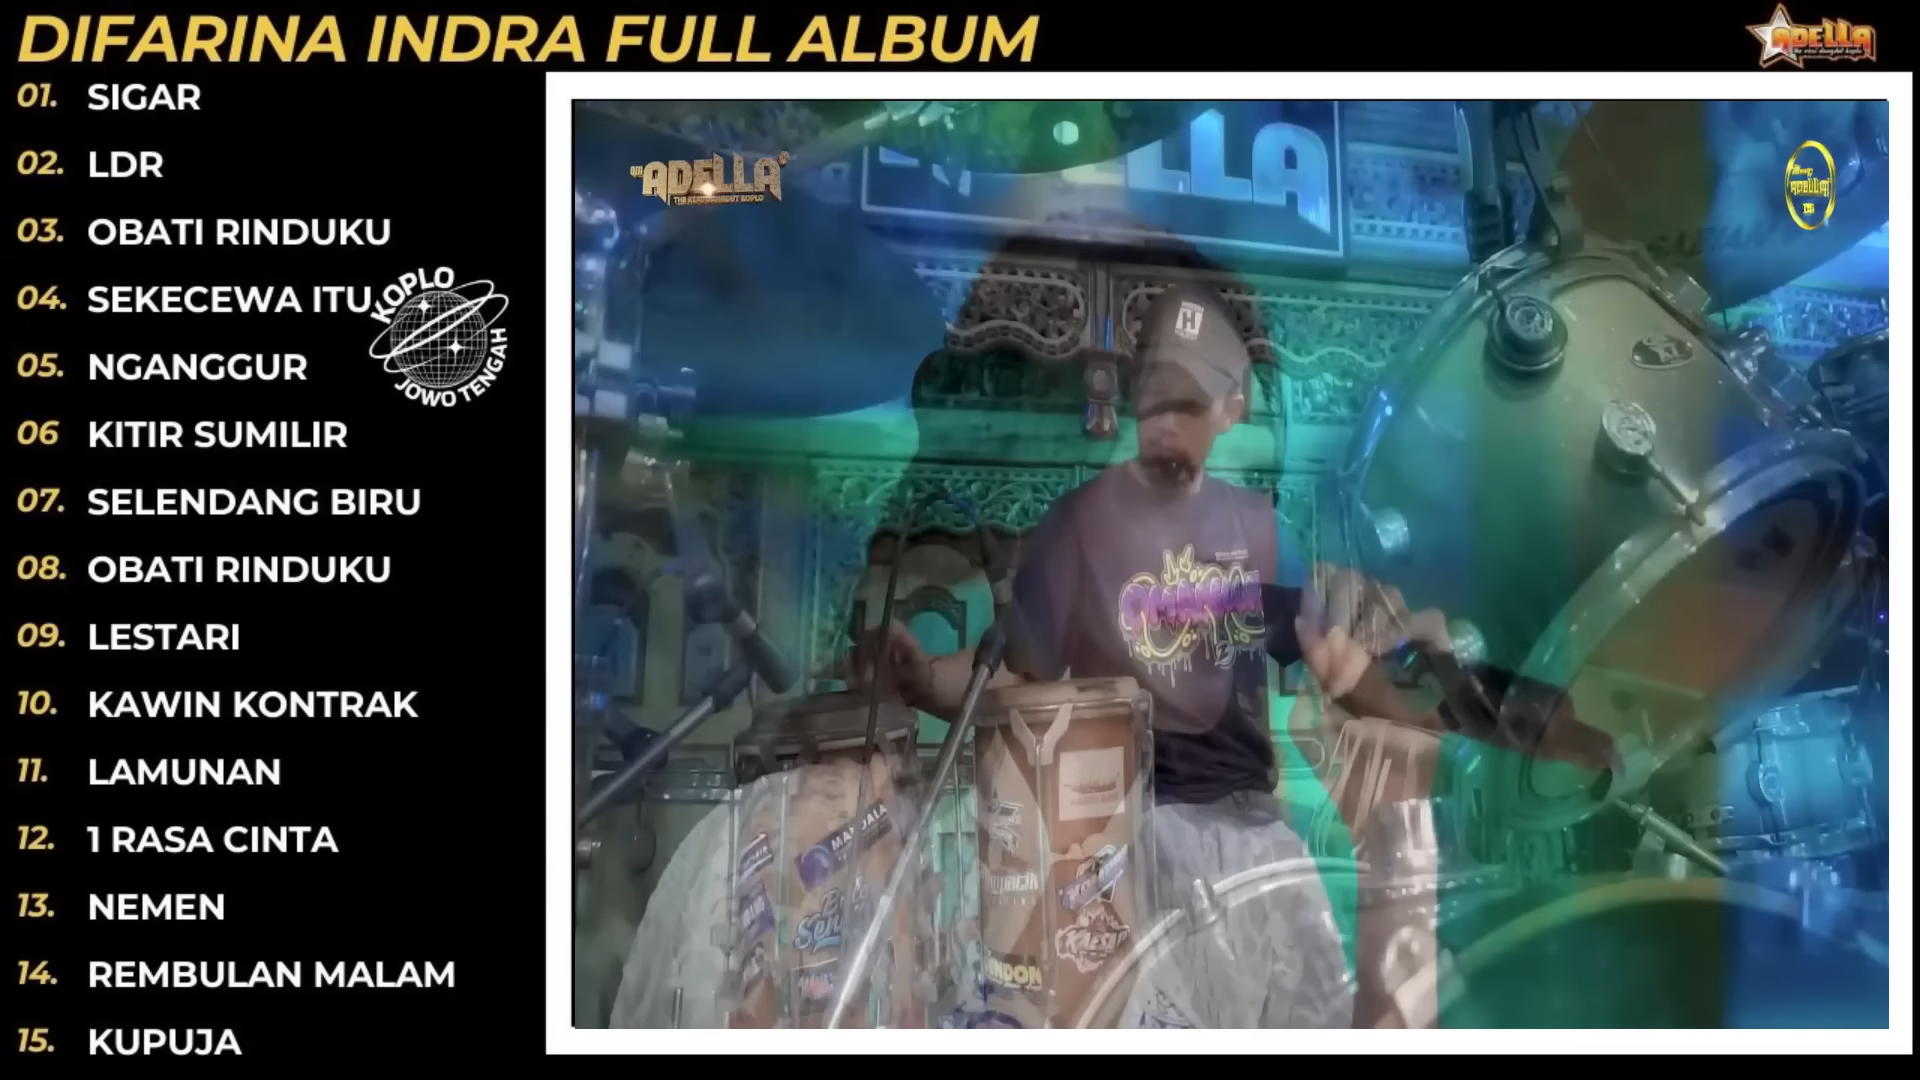 DIFARINA INDRA FULL ALBUM
ADELLA
01. SIGAR
02. LDR
03. OBATI RINDUKU
04. SEKECEWA ITU
05. NGANGGUR
06 KITIR SUMILIR
07. SELENDANG BIRU
08. OBATI RINDUKU
09. LESTARI
10. KAWIN KONTRAK
11. LAMUNAN
12. 1 RASA CINTA
13. NEMEN
14. REMBULAN MALAM
15. KUPUJA
KOPLO
JOWO TENGAH
OM ADELLA
LLA
ADELLA
H